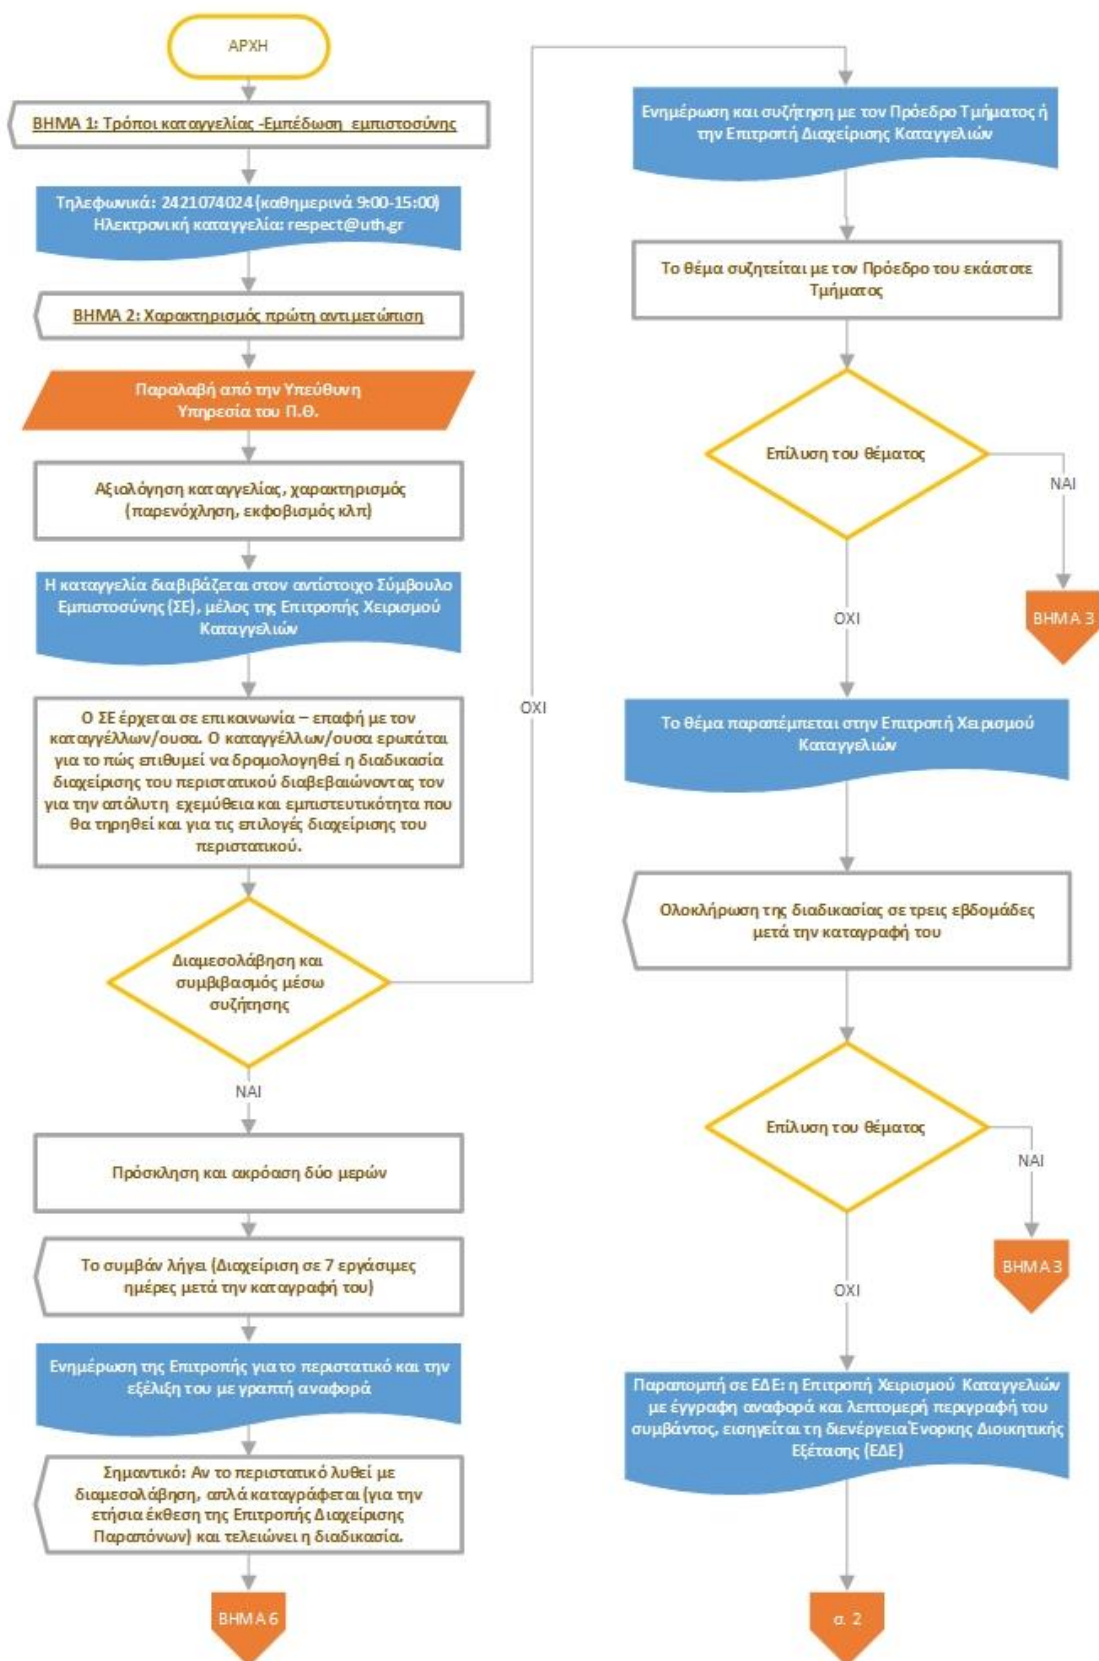 ΑΡΧΗ
ΒΗΜΑ 1: Τρόποι καταγγελίας -Εμπέδωση εμπιστοσύνης
Τηλεφωνικά: 2421074024 (καθημερινά 9:00-15:00)
Ηλεκτρονική καταγγελία: respect@uth.gr
ΒΗΜΑ 2: Χαρακτηρισμός πρώτη αντιμετώπιση
Παραλαβή από την Υπεύθυνη
Υπηρεσία του Π.Θ.
Αξιολόγηση καταγγελίας, χαρακτηρισμός
(παρενόχληση, εκφοβισμός κλπ)
Η καταγγελία διαβιβάζεται στον αντίστοιχο Σύμβουλο
Εμπιστοσύνης (ΣΕ), μέλος της Επιτροπής Χειρισμού
Καταγγελιών
Ο ΣΕ έρχεται σε επικοινωνία – επαφή με τον
καταγγέλλων/ουσα. Ο καταγγέλλων/ουσα ερωτάται
για το πώς επιθυμεί να δρομολογηθεί η διαδικασία
διαχείρισης του περιστατικού διαβεβαιώνοντας τον
για την απόλυτη εχεμύθεια και εμπιστευτικότητα που
θα τηρηθεί και για τις επιλογές διαχείρισης του
περιστατικού.
Διαμεσολάβηση και
συμβιβασμός μέσω
συζήτησης
ΟΧΙ
ΝΑΙ
Πρόσκληση και ακρόαση δύο μερών
Το συμβάν λήγει (Διαχείριση σε 7 εργάσιμες
ημέρες μετά την καταγραφή του)
Ενημέρωση της Επιτροπής για το περιστατικό και την
εξέλιξη του με γραπτή αναφορά
Σημαντικό: Αν το περιστατικό λυθεί με
διαμεσολάβηση, απλά καταγράφεται (για την
ετήσια έκθεση της Επιτροπής Διαχείρισης
Παραπόνων) και τελειώνει η διαδικασία.
ΒΗΜΑ 6
Ενημέρωση και συζήτηση με τον Πρόεδρο Τμήματος ή
την Επιτροπή Διαχείρισης Καταγγελιών
Το θέμα συζητείται με τον Πρόεδρο του εκάστοτε
Τμήματος
Επίλυση του θέματος
ΝΑΙ
ΒΗΜΑ 3
ΟΧΙ
Το θέμα παραπέμπεται στην Επιτροπή Χειρισμού
Καταγγελιών
Ολοκλήρωση της διαδικασίας σε τρεις εβδομάδες
μετά την καταγραφή του
Επίλυση του θέματος
ΝΑΙ
ΒΗΜΑ 3
ΟΧΙ
Παραπομπή σε ΕΔΕ: η Επιτροπή Χειρισμού Καταγγελιών
με έγγραφη αναφορά και λεπτομερή περιγραφή του
συμβάντος, εισηγείται τη διενέργεια Ένορκης Διοικητικής
Εξέτασης (ΕΔΕ)
σ. 2